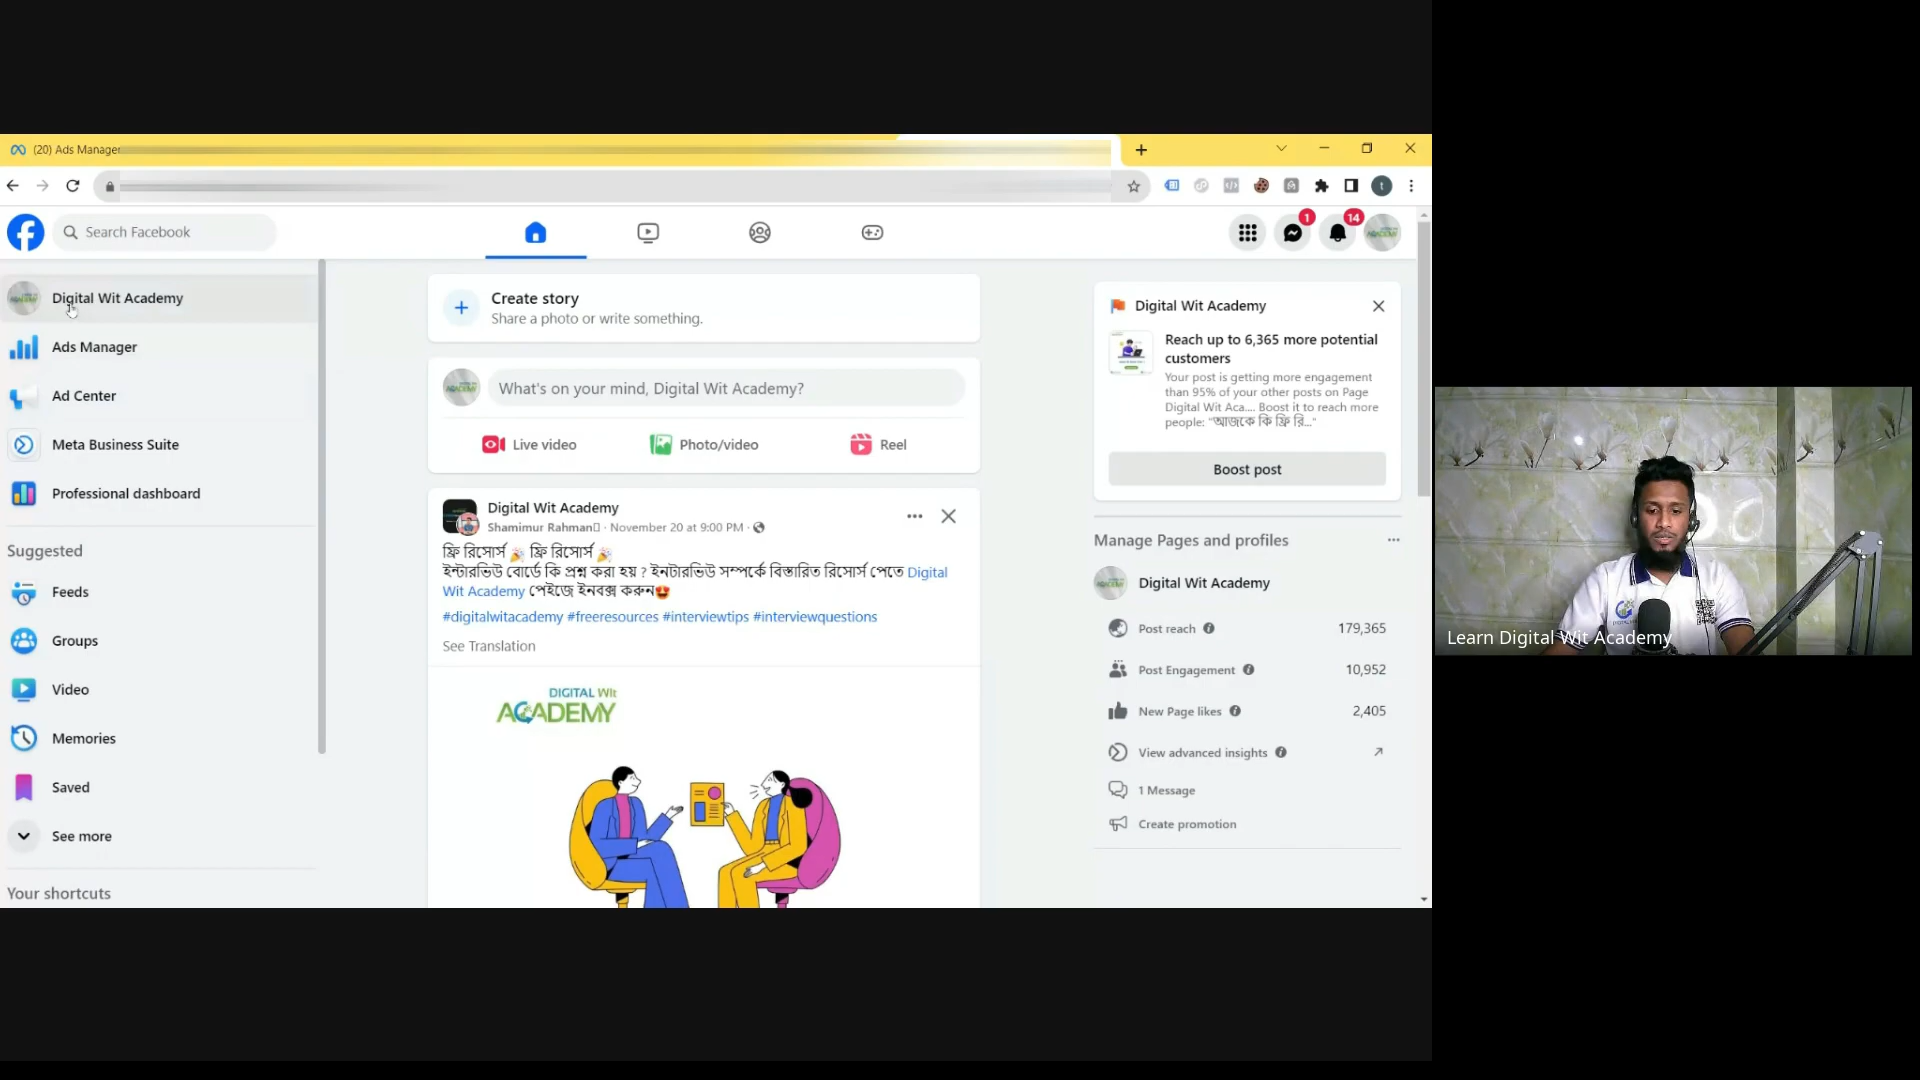 (20) Ads Manager
Search Facebook
1
14
Digital Wit Academy
Ads Manager
Ad Center
Meta Business Suite
Professional dashboard
Suggested
Feeds
Groups
Video
Memories
Saved
See more
Your shortcuts
Create story
Share a photo or write something.
What's on your mind, Digital Wit Academy?
Live video
Photo/video
Reel
Digital Wit Academy
Shamimur Rahman · November 20 at 9:00 PM ·
ফ্রি রিসোর্স 🎉 ফ্রি রিসোর্স 🎉
ইন্টারভিউ বোর্ডে কি প্রশ্ন করা হয় ? ইনটারভিউ সম্পর্কে বিস্তারিত রিসোর্স পেতে Digital
Wit Academy পেইজে ইনবক্স করুন😍
#digitalwitacademy #freeresources #interviewtips #interviewquestions
See Translation
DIGITAL Wit
ACADEMY
Digital Wit Academy
Reach up to 6,365 more potential
customers
Your post is getting more engagement
than 95% of your other posts on Page
Digital Wit Aca.... Boost it to reach more
people: "আজকে কি ফ্রি রি..."
Boost post
Manage Pages and profiles
Digital Wit Academy
Post reach 179,365
Post Engagement 10,952
New Page likes 2,405
View advanced insights
1 Message
Create promotion
Learn Digital Wit Academy